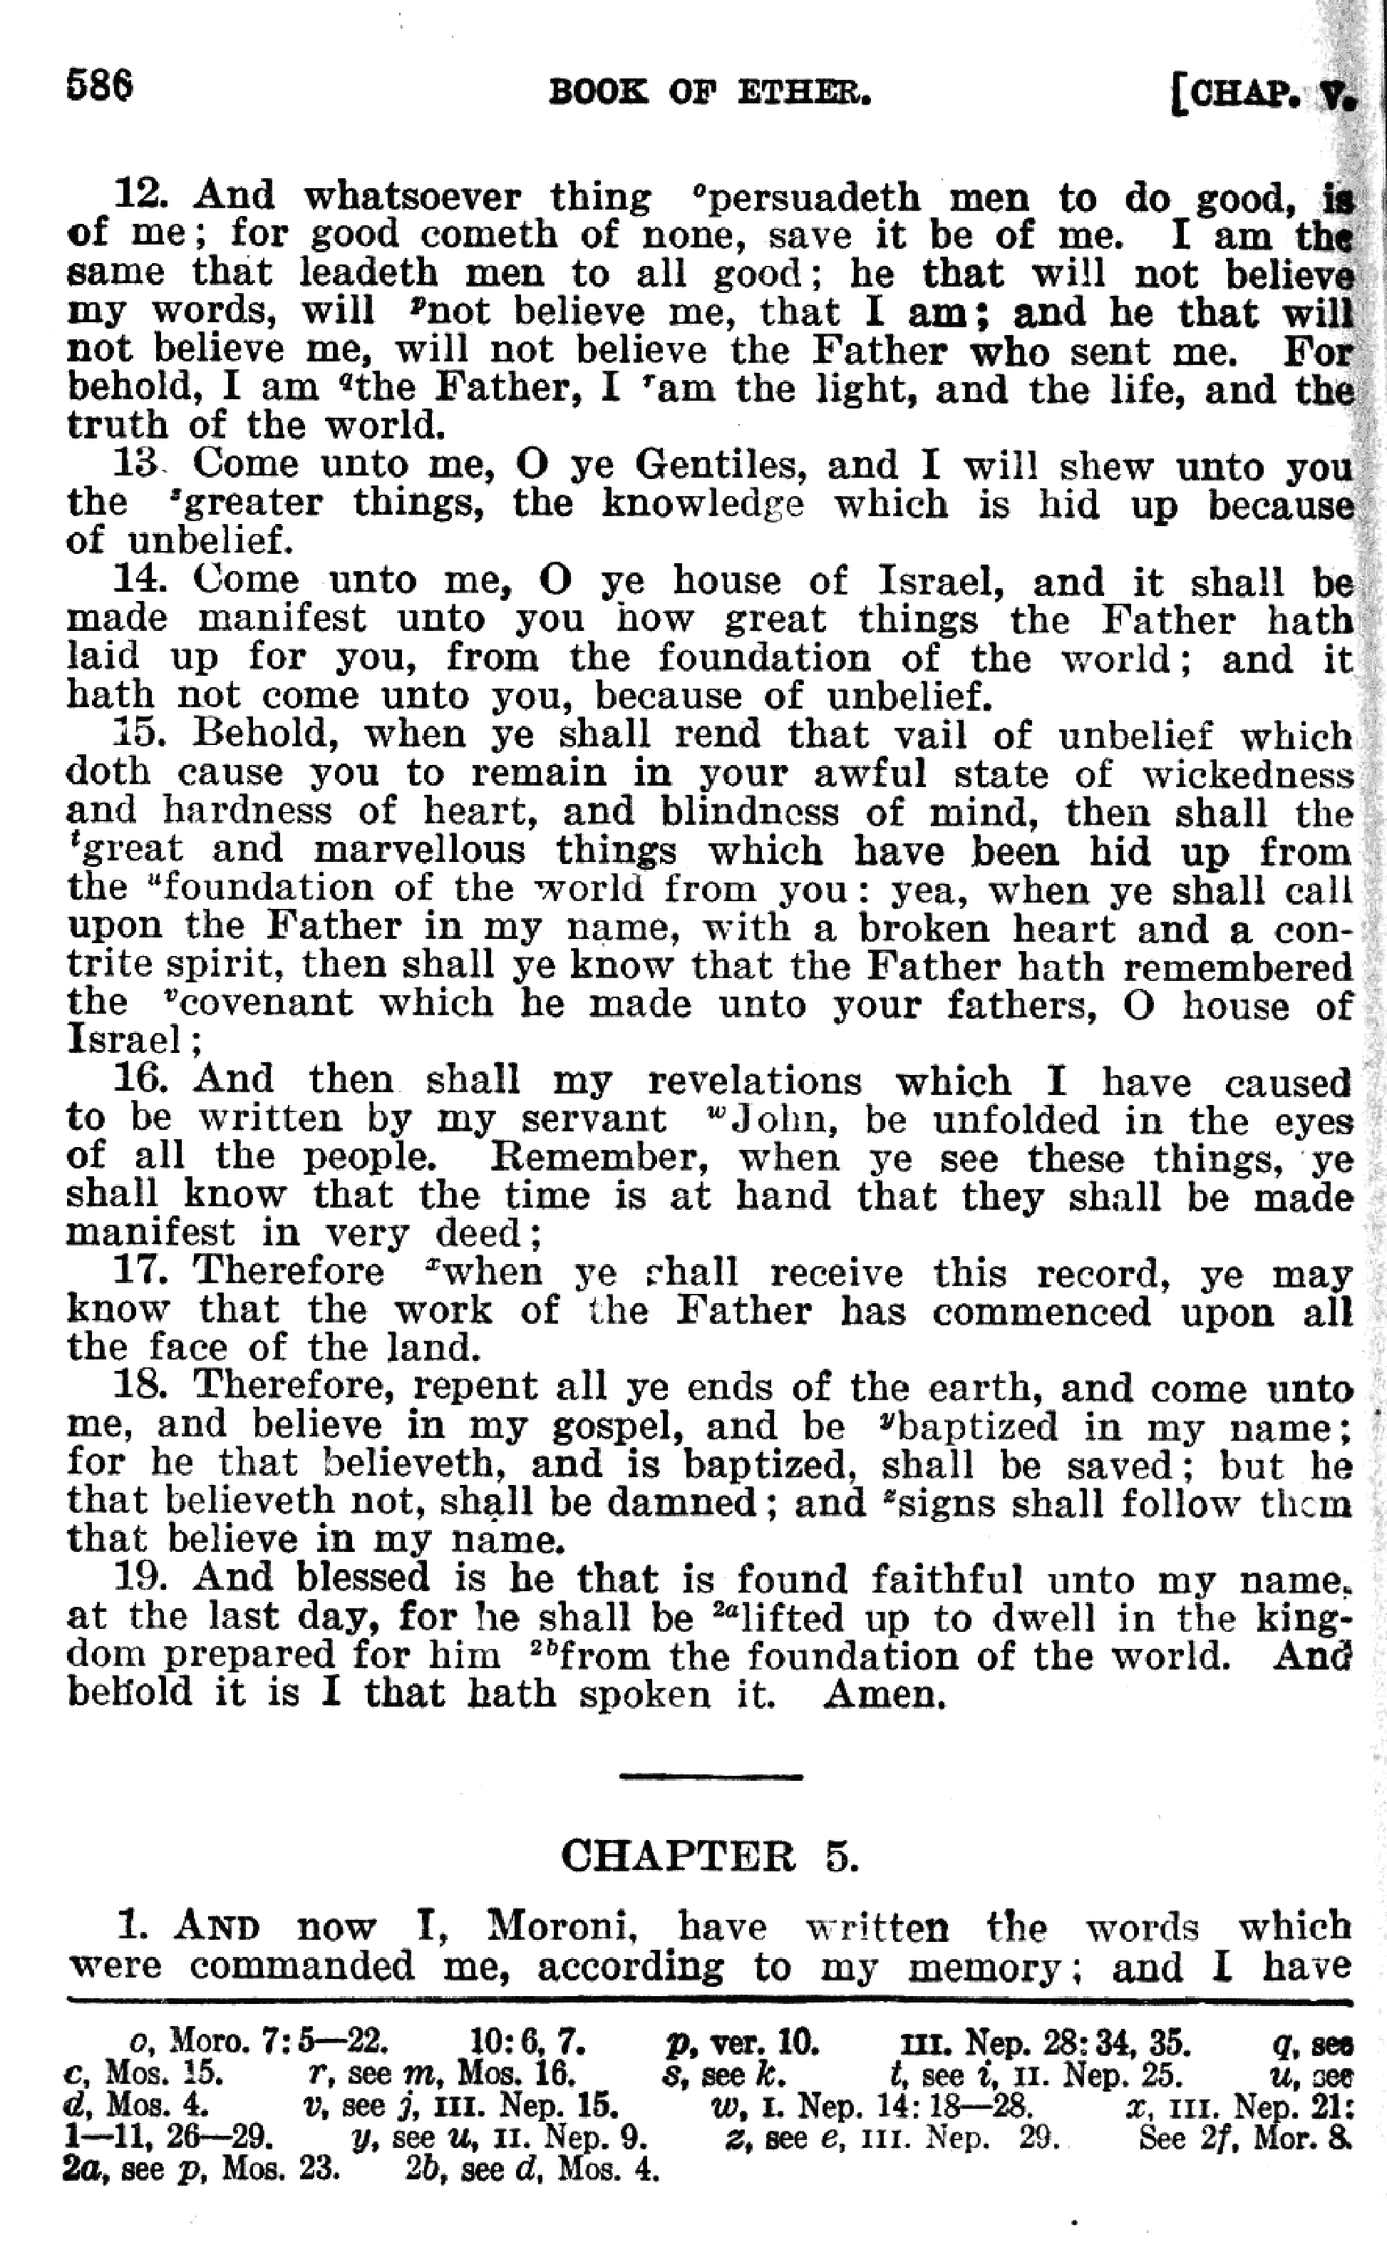 586 BOOK OF ETHER. [CHAP. V.
12. And whatsoever thing ᵒpersuadeth men to do good, is
of me; for good cometh of none, save it be of me. I am the
same that leadeth men to all good; he that will not believe
my words, will ᵖnot believe me, that I am; and he that will
not believe me, will not believe the Father who sent me. For
behold, I am ᑫthe Father, I ʳam the light, and the life, and the
truth of the world.
13. Come unto me, O ye Gentiles, and I will shew unto you
the ˢgreater things, the knowledge which is hid up because
of unbelief.
14. Come unto me, O ye house of Israel, and it shall be
made manifest unto you how great things the Father hath
laid up for you, from the foundation of the world; and it
hath not come unto you, because of unbelief.
15. Behold, when ye shall rend that vail of unbelief which
doth cause you to remain in your awful state of wickedness
and hardness of heart, and blindness of mind, then shall the
ᵗgreat and marvellous things which have been hid up from
the ᵘfoundation of the world from you: yea, when ye shall call
upon the Father in my name, with a broken heart and a con-
trite spirit, then shall ye know that the Father hath remembered
the ᵛcovenant which he made unto your fathers, O house of
Israel;
16. And then shall my revelations which I have caused
to be written by my servant ʷJohn, be unfolded in the eyes
of all the people. Remember, when ye see these things, ye
shall know that the time is at hand that they shall be made
manifest in very deed;
17. Therefore ˣwhen ye shall receive this record, ye may
know that the work of the Father has commenced upon all
the face of the land.
18. Therefore, repent all ye ends of the earth, and come unto
me, and believe in my gospel, and be ʸbaptized in my name;
for he that believeth, and is baptized, shall be saved; but he
that believeth not, shall be damned; and ᶻsigns shall follow them
that believe in my name.
19. And blessed is he that is found faithful unto my name,
at the last day, for he shall be ²ᵃlifted up to dwell in the king-
dom prepared for him ²ᵇfrom the foundation of the world. And
behold it is I that hath spoken it. Amen.
CHAPTER 5.
1. AND now I, Moroni, have written the words which
were commanded me, according to my memory; and I have
o, Moro. 7:5—22. 10:6, 7. p, ver. 10. III. Nep. 28:34, 35. q, see
c, Mos. 15. r, see m, Mos. 16. s, see k. t, see i, II. Nep. 25. u, see
d, Mos. 4. v, see j, III. Nep. 15. w, I. Nep. 14:18—28. x, III. Nep. 21:
1—11, 26—29. y, see u, II. Nep. 9. z, see e, III. Nep. 29. See 2f, Mor. 8.
2a, see p, Mos. 23. 2b, see d, Mos. 4.